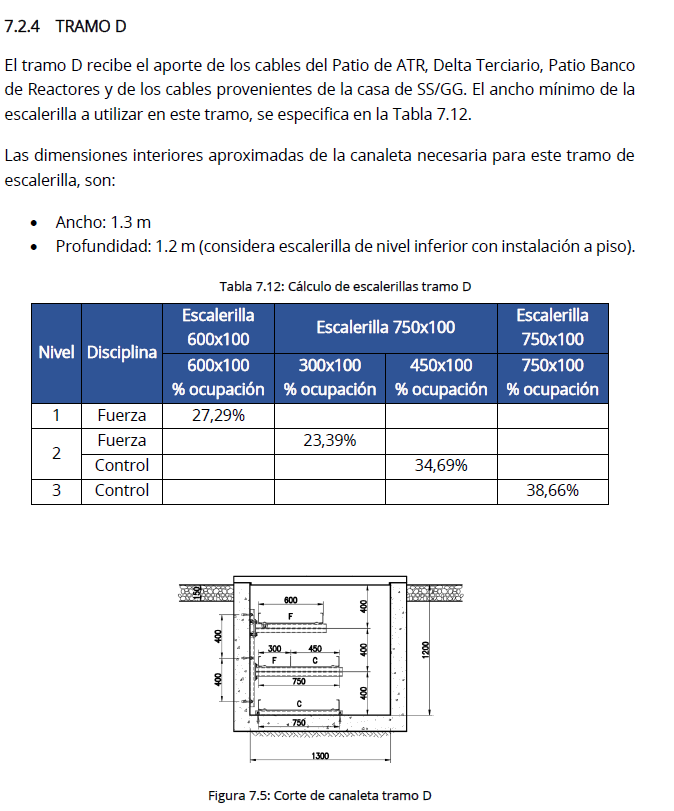 7.2.4 TRAMO D
El tramo D recibe el aporte de los cables del Patio de ATR, Delta Terciario, Patio Banco
de Reactores y de los cables provenientes de la casa de SS/GG. El ancho mínimo de la
escalerilla a utilizar en este tramo, se especifica en la Tabla 7.12.
Las dimensiones interiores aproximadas de la canaleta necesaria para este tramo de
escalerilla, son:
• Ancho: 1.3 m
• Profundidad: 1.2 m (considera escalerilla de nivel inferior con instalación a piso).
Tabla 7.12: Cálculo de escalerillas tramo D
Nivel Disciplina Escalerilla 600x100 Escalerilla 750x100 Escalerilla 750x100
600x100 % ocupación 300x100 % ocupación 450x100 % ocupación 750x100 % ocupación
1 Fuerza 27,29%
2 Fuerza 23,39%
Control 34,69%
3 Control 38,66%
150
600
F
400
400
300 450
F C
400
1200
750
400
400
C
750
1300
Figura 7.5: Corte de canaleta tramo D